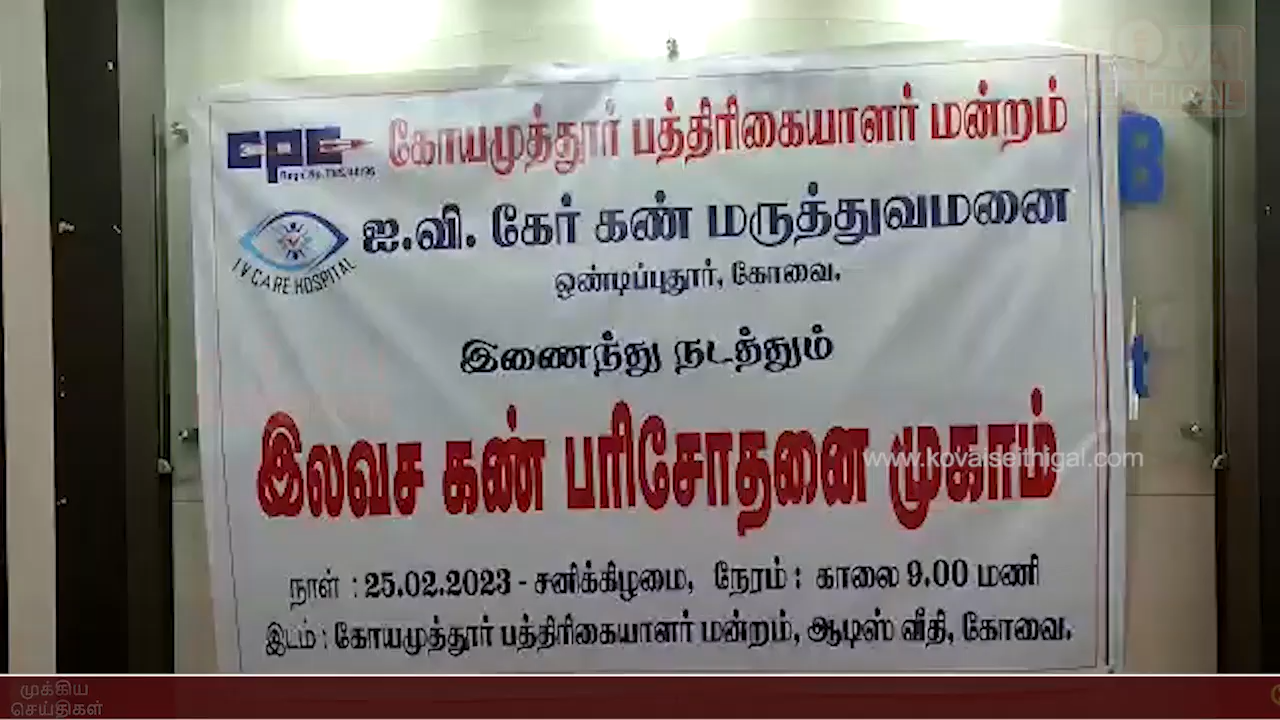 கோயமுத்தூர் பத்திரிகையாளர் மன்றம்
CPC
ஐ.வி. கேர் கண் மருத்துவமனை
I V CARE HOSPITAL
ஒண்டிப்புதூர், கோவை.
இணைந்து நடத்தும்
இலவச கண் பரிசோதனை முகாம்
www.kovaiseithigal.com
நாள் : 25.02.2023 - சனிக்கிழமை, நேரம் : காலை 9.00 மணி
இடம் : கோயமுத்தூர் பத்திரிகையாளர் மன்றம், ஆடிஸ் வீதி, கோவை.
முக்கிய
செய்திகள்